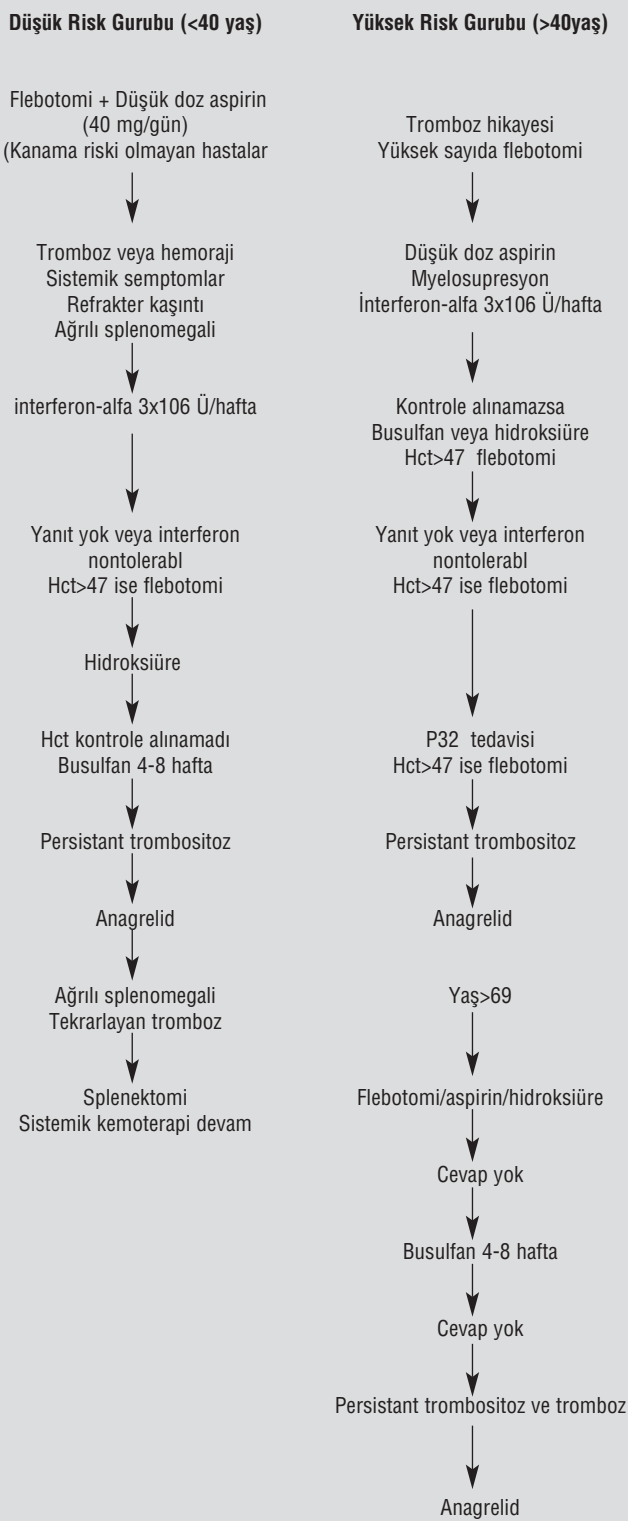 Düşük Risk Gurubu (<40 yaş)
Flebotomi + Düşük doz aspirin
(40 mg/gün)
(Kanama riski olmayan hastalar
Tromboz veya hemoraji
Sistemik semptomlar
Refrakter kaşıntı
Ağrılı splenomegali
interferon-alfa 3x106 Ü/hafta
Yanıt yok veya interferon
nontolerabl
Hct>47 ise flebotomi
Hidroksiüre
Hct kontrole alınamadı
Busulfan 4-8 hafta
Persistant trombositoz
Anagrelid
Ağrılı splenomegali
Tekrarlayan tromboz
Splenektomi
Sistemik kemoterapi devam
Yüksek Risk Gurubu (>40yaş)
Tromboz hikayesi
Yüksek sayıda flebotomi
Düşük doz aspirin
Myelosupresyon
İnterferon-alfa 3x106 Ü/hafta
Kontrole alınamazsa
Busulfan veya hidroksiüre
Hct>47 flebotomi
Yanıt yok veya interferon
nontolerabl
Hct>47 ise flebotomi
P32 tedavisi
Hct>47 ise flebotomi
Persistant trombositoz
Anagrelid
Yaş>69
Flebotomi/aspirin/hidroksiüre
Cevap yok
Busulfan 4-8 hafta
Cevap yok
Persistant trombositoz ve tromboz
Anagrelid